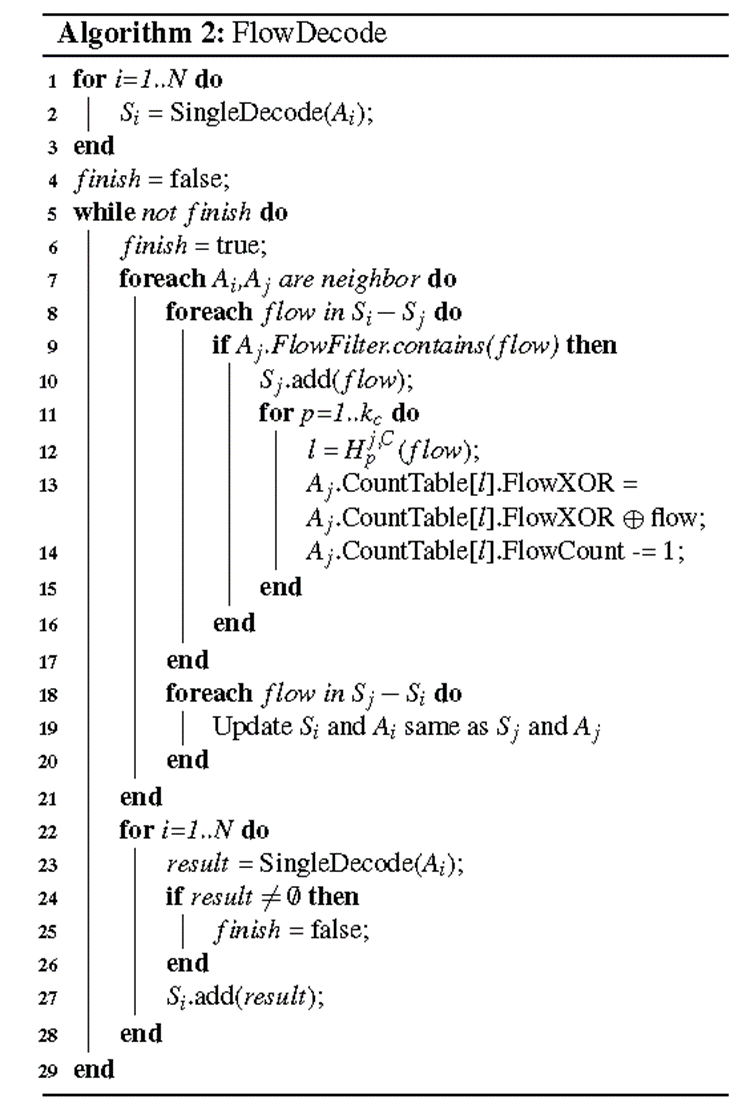 Algorithm 2: FlowDecode
1 for i=1..N do
2 S_i = SingleDecode(A_i);
3 end
4 finish = false;
5 while not finish do
6 finish = true;
7 foreach A_i,A_j are neighbor do
8 foreach flow in S_i − S_j do
9 if A_j.FlowFilter.contains(flow) then
10 S_j.add(flow);
11 for p=1..k_c do
12 l = H_p^{j,C}(flow);
13 A_j.CountTable[l].FlowXOR =
A_j.CountTable[l].FlowXOR ⊕ flow;
14 A_j.CountTable[l].FlowCount -= 1;
15 end
16 end
17 end
18 foreach flow in S_j − S_i do
19 Update S_i and A_i same as S_j and A_j
20 end
21 end
22 for i=1..N do
23 result = SingleDecode(A_i);
24 if result ≠ ∅ then
25 finish = false;
26 end
27 S_i.add(result);
28 end
29 end